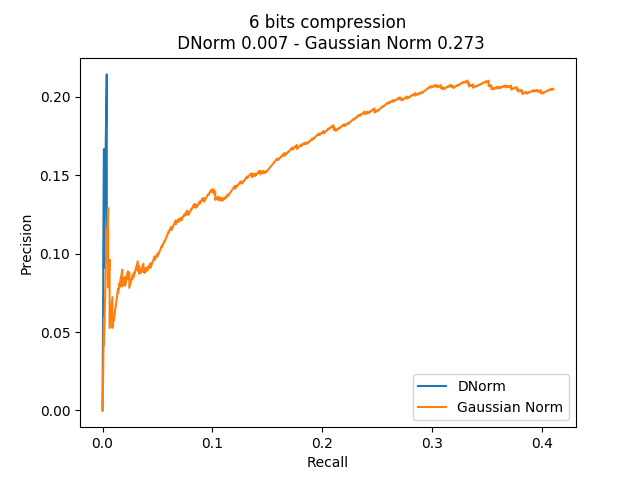 6 bits compression
DNorm 0.007 - Gaussian Norm 0.273
Precision
0.20
0.15
0.10
0.05
0.00
0.0
0.1
0.2
0.3
0.4
Recall
DNorm
Gaussian Norm